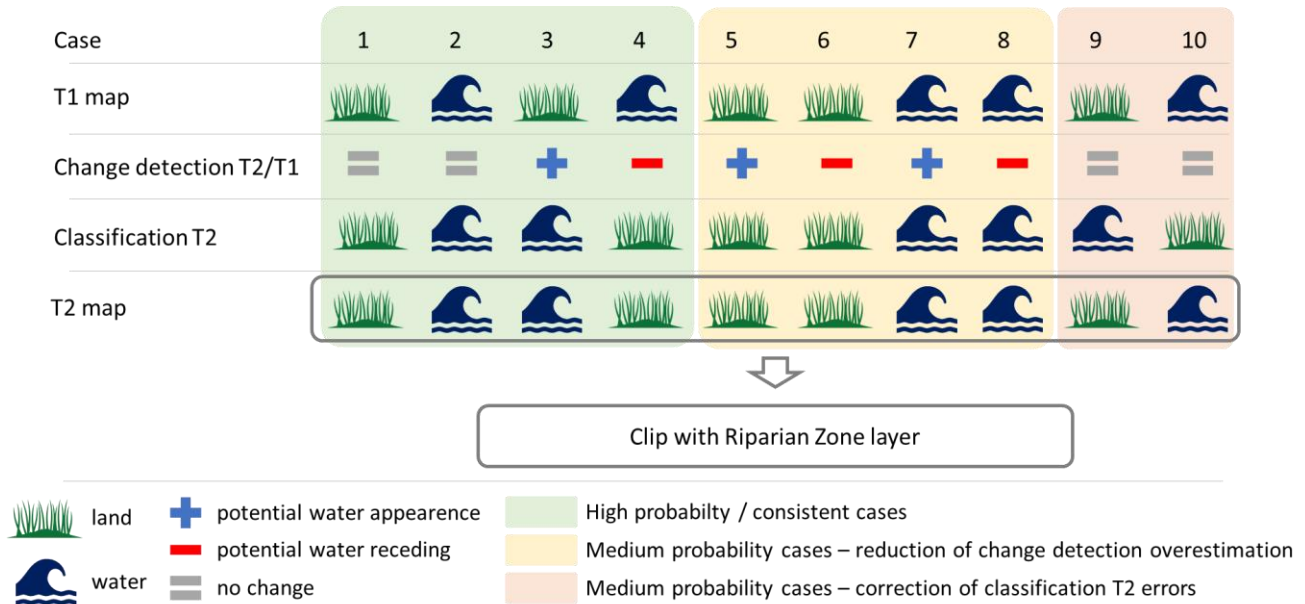 Case 1 2 3 4 5 6 7 8 9 10
T1 map
Change detection T2/T1
Classification T2
T2 map
Clip with Riparian Zone layer
land potential water appearence High probabilty / consistent cases
potential water receding Medium probability cases – reduction of change detection overestimation
water no change Medium probability cases – correction of classification T2 errors